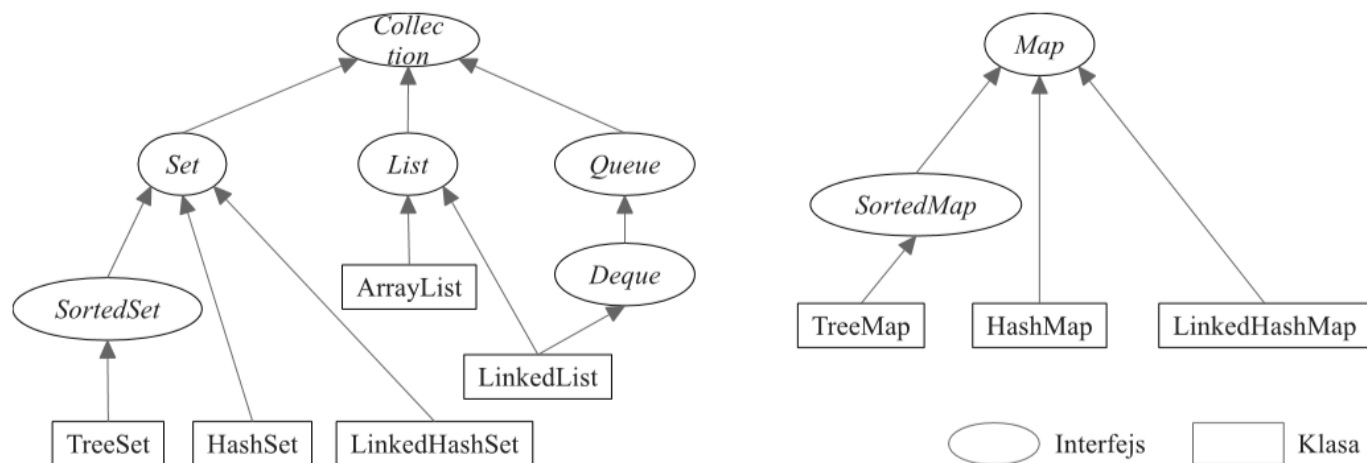 Collec
tion
Map
Set
List
Queue
SortedMap
SortedSet
ArrayList
Deque
TreeMap
HashMap
LinkedHashMap
LinkedList
TreeSet
HashSet
LinkedHashSet
Interfejs
Klasa